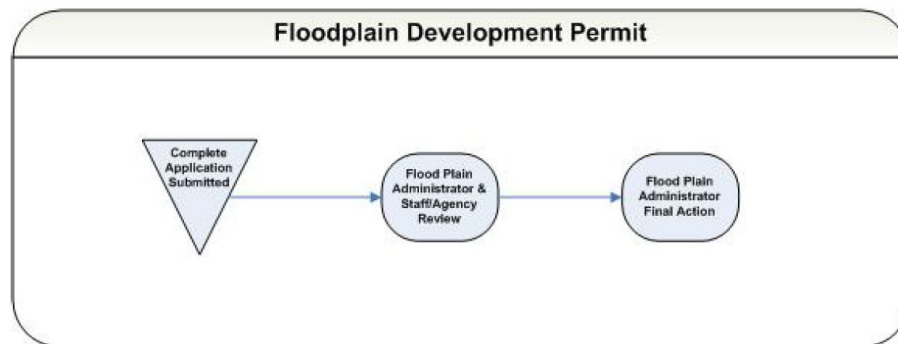 Floodplain Development Permit
Complete
Application
Submitted
Flood Plain
Administrator &
Staff/Agency
Review
Flood Plain
Administrator
Final Action